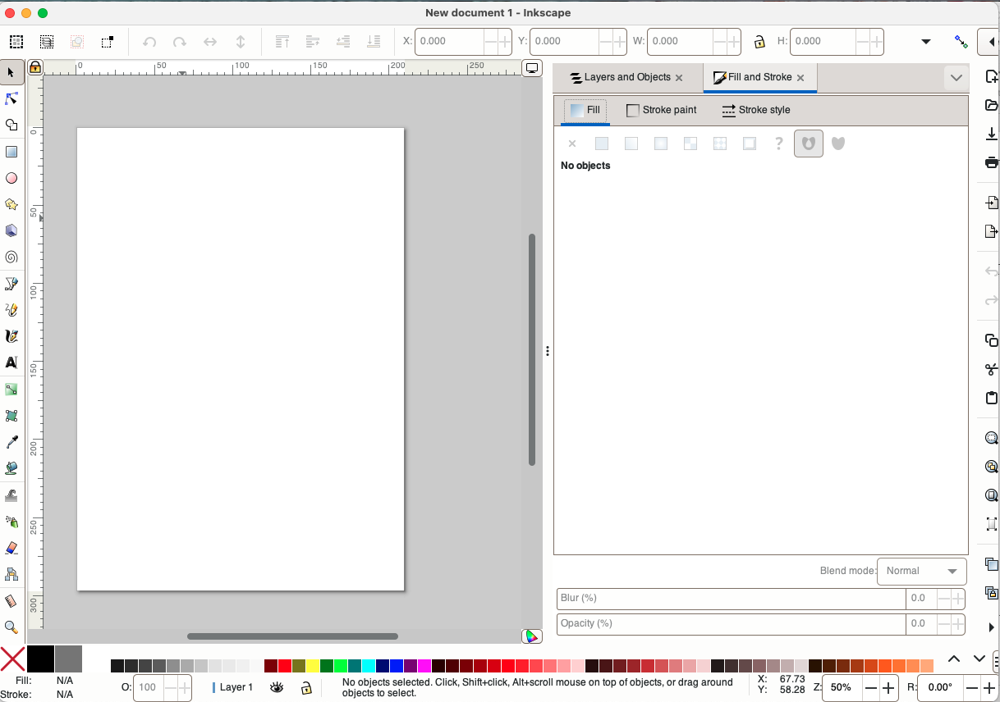 New document 1 - Inkscape
X: 0.000 Y: 0.000 W: 0.000 H: 0.000
0 50 100 150 200 250
Layers and Objects Fill and Stroke
Fill Stroke paint Stroke style
?
No objects
0
50
100
150
200
250
300
Blend mode: Normal
Blur (%) 0.0
Opacity (%) 0.0
Fill: N/A
Stroke: N/A
O: 100
Layer 1
No objects selected. Click, Shift+click, Alt+scroll mouse on top of objects, or drag around
objects to select.
X: 67.73
Y: 58.28
Z: 50%
R: 0.00°